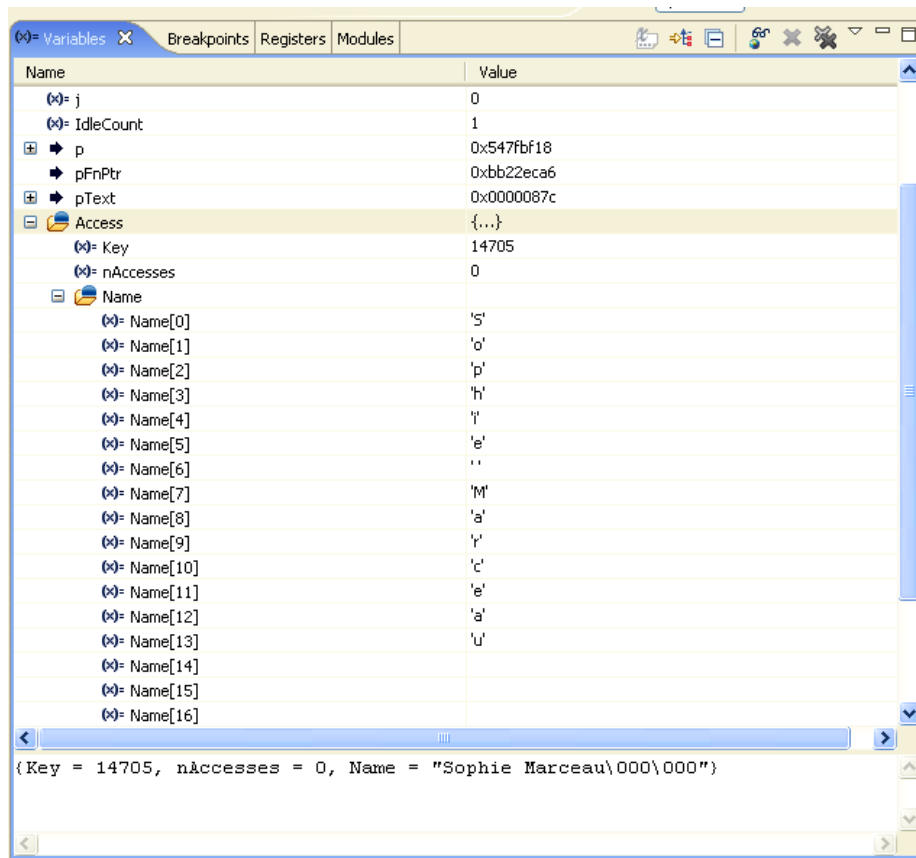 (x)= Variables Breakpoints Registers Modules
Name Value
(x)= j 0
(x)= IdleCount 1
p 0x547fbf18
pFnPtr 0xbb22eca6
pText 0x0000087c
Access {...}
(x)= Key 14705
(x)= nAccesses 0
Name
(x)= Name[0] 'S'
(x)= Name[1] 'o'
(x)= Name[2] 'p'
(x)= Name[3] 'h'
(x)= Name[4] 'i'
(x)= Name[5] 'e'
(x)= Name[6] ' '
(x)= Name[7] 'M'
(x)= Name[8] 'a'
(x)= Name[9] 'r'
(x)= Name[10] 'c'
(x)= Name[11] 'e'
(x)= Name[12] 'a'
(x)= Name[13] 'u'
(x)= Name[14]
(x)= Name[15]
(x)= Name[16]
{Key = 14705, nAccesses = 0, Name = "Sophie Marceau\000\000"}